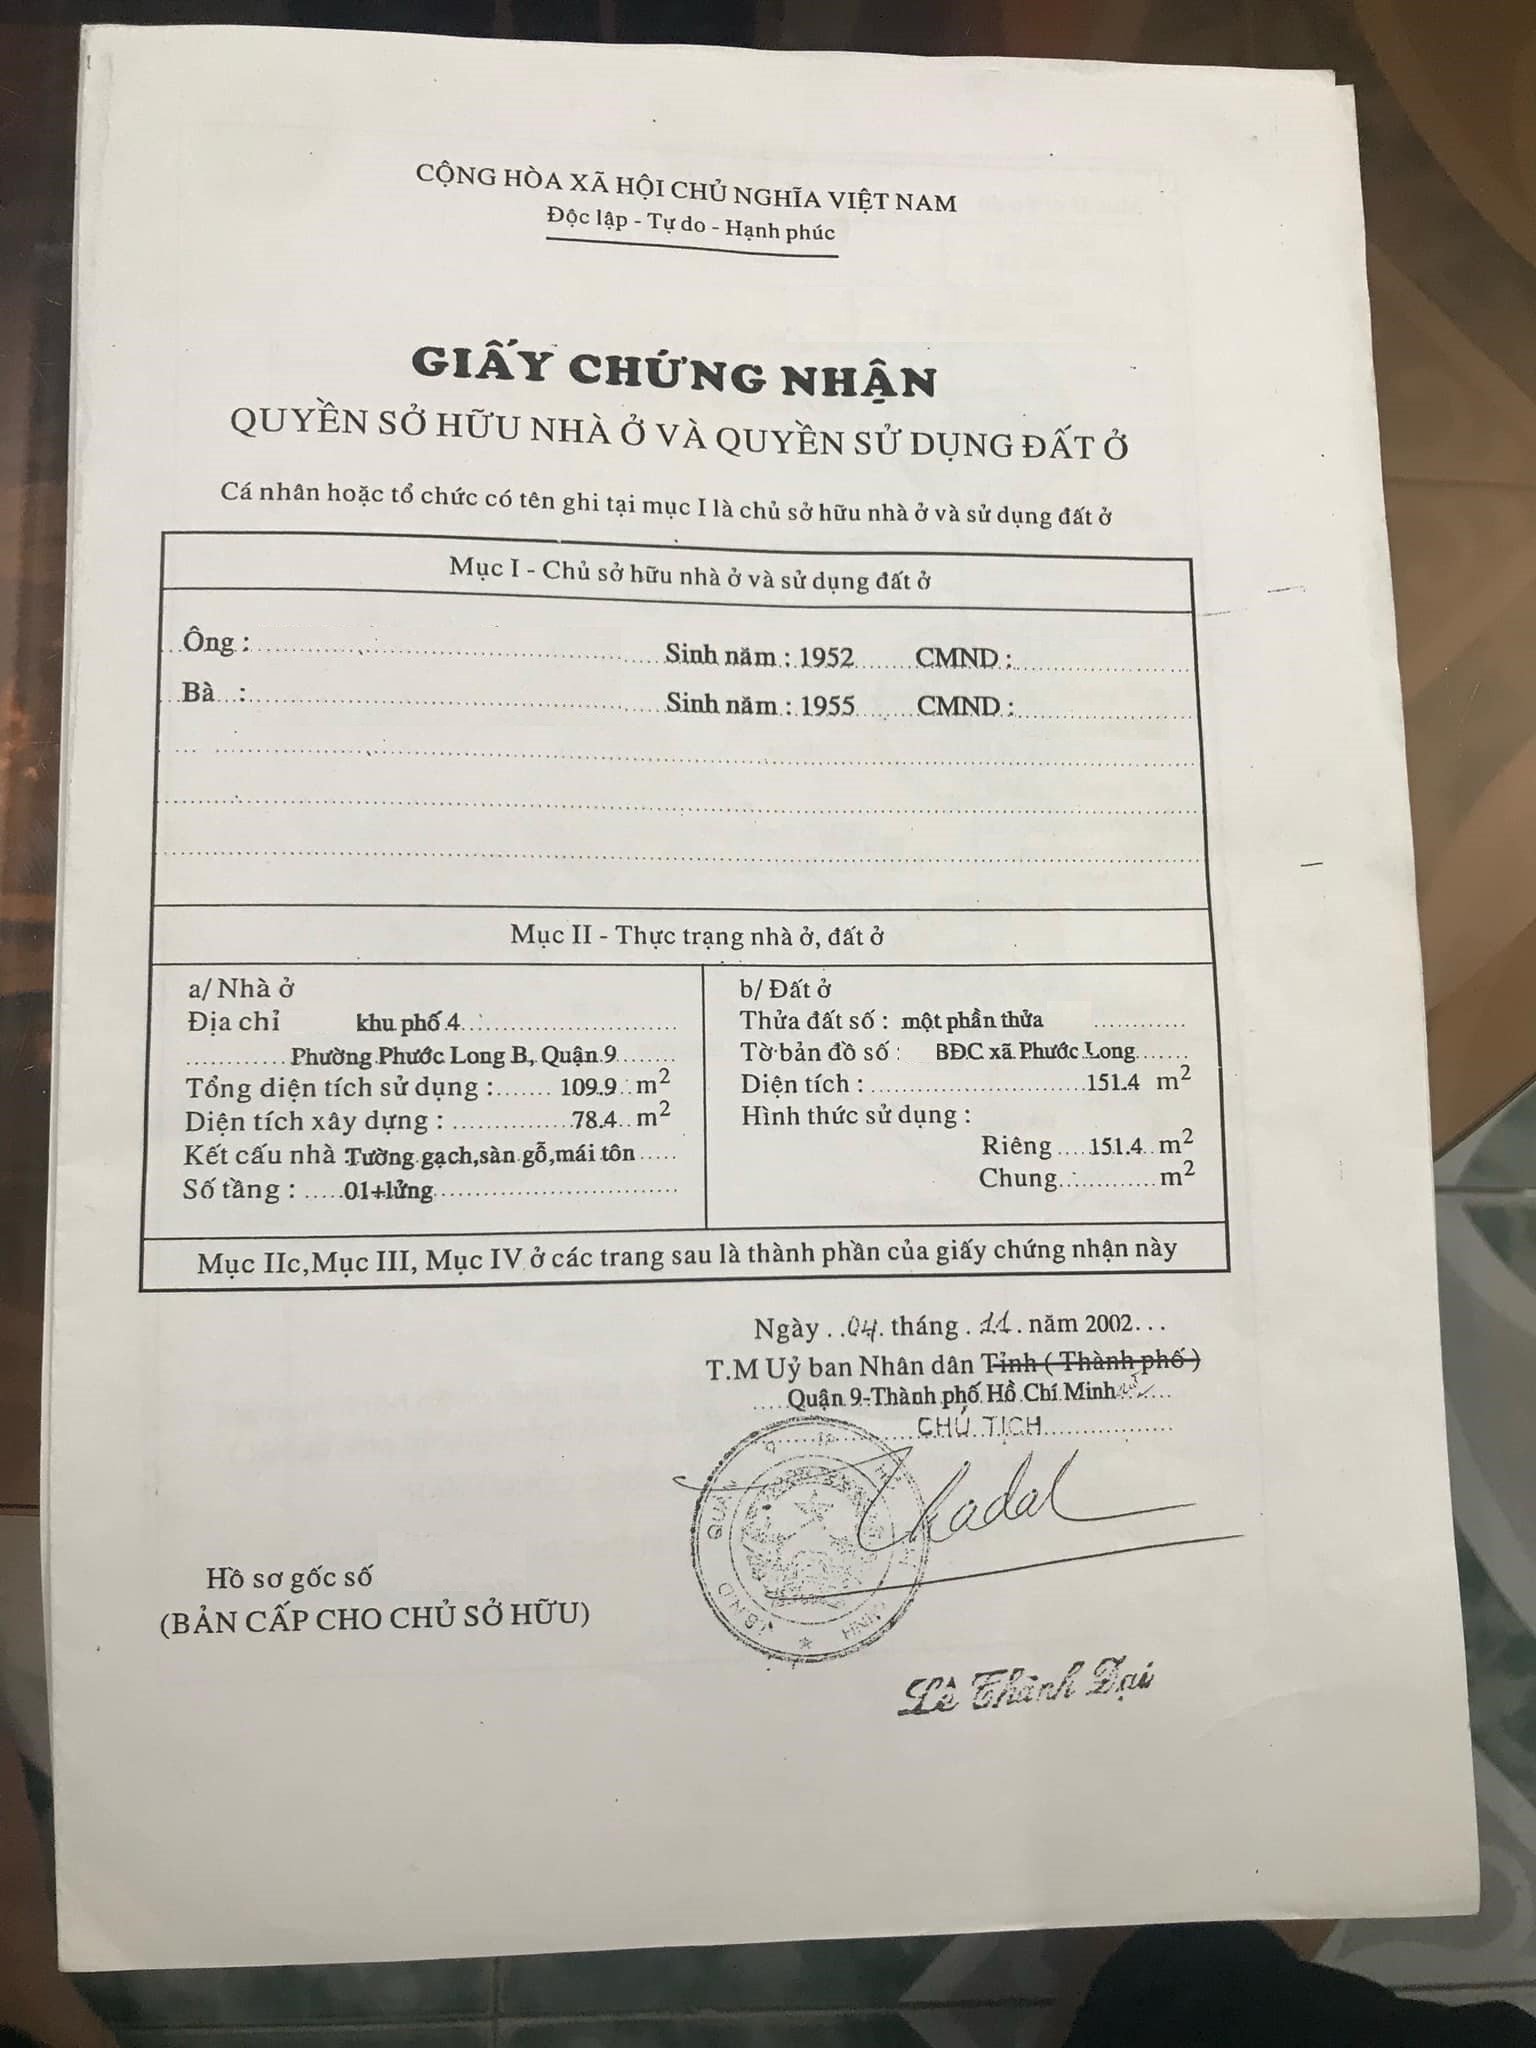 CỘNG HÒA XÃ HỘI CHỦ NGHĨA VIỆT NAM
Độc lập - Tự do - Hạnh phúc
GIẤY CHỨNG NHẬN
QUYỀN SỞ HỮU NHÀ Ở VÀ QUYỀN SỬ DỤNG ĐẤT Ở
Cá nhân hoặc tổ chức có tên ghi tại mục I là chủ sở hữu nhà ở và sử dụng đất ở
Mục I - Chủ sở hữu nhà ở và sử dụng đất ở
Ông : Sinh năm : 1952 CMND :
Bà : Sinh năm : 1955 CMND :
Mục II - Thực trạng nhà ở, đất ở
a/ Nhà ở
Địa chỉ khu phố 4
Phường Phước Long B, Quận 9
Tổng diện tích sử dụng : 109.9 m2
Diện tích xây dựng : 78.4 m2
Kết cấu nhà Tường gạch,sàn gỗ,mái tôn
Số tầng : 01+lửng
b/ Đất ở
Thửa đất số : một phần thửa
Tờ bản đồ số : BĐC xã Phước Long
Diện tích : 151.4 m2
Hình thức sử dụng :
Riêng 151.4 m2
Chung m2
Mục IIc,Mục III, Mục IV ở các trang sau là thành phần của giấy chứng nhận này
Ngày 04 tháng 11 năm 2002
T.M Uỷ ban Nhân dân Tỉnh ( Thành phố )
Quận 9-Thành phố Hồ Chí Minh
CHỦ TỊCH
Hồ sơ gốc số
(BẢN CẤP CHO CHỦ SỞ HỮU)
Lê Thành Đại